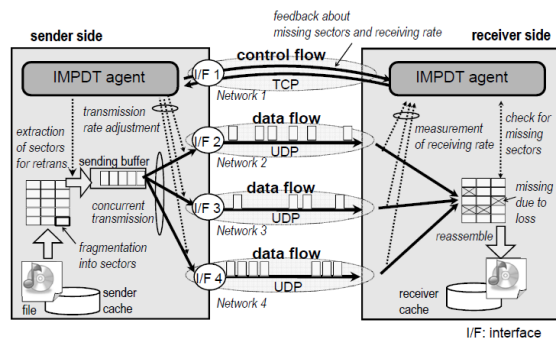 sender side
feedback about
missing sectors and receiving rate
receiver side
IMPDT agent
I/F 1
control flow
TCP
Network 1
IMPDT agent
extraction of
sectors for
retrans.
transmission
rate adjustment
sending buffer
concurrent
transmission
fragmentation
into sectors
file
sender
cache
I/F 2
data flow
UDP
Network 2
I/F 3
data flow
UDP
Network 3
I/F 4
data flow
UDP
Network 4
measurement of
receiving rate
check for
missing
sectors
missing
due to
loss
reassemble
receiver
cache
I/F: interface